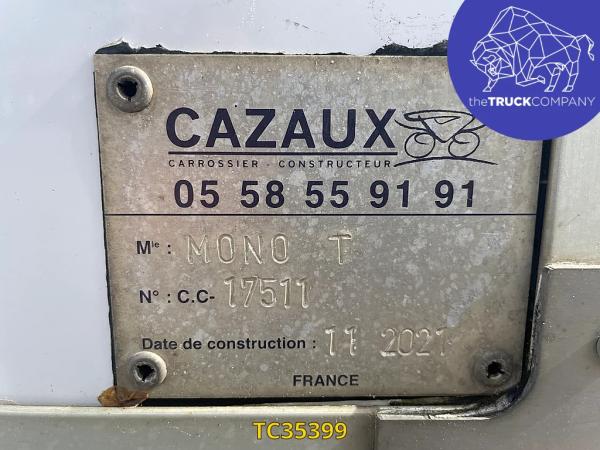 theTRUCKCOMPANY
CAZAUX
CARROSSIER - CONSTRUCTEUR
05 58 55 91 91
Mle : MONO T
N° : C.C- 17511
Date de construction : 11 2021
FRANCE
TC35399